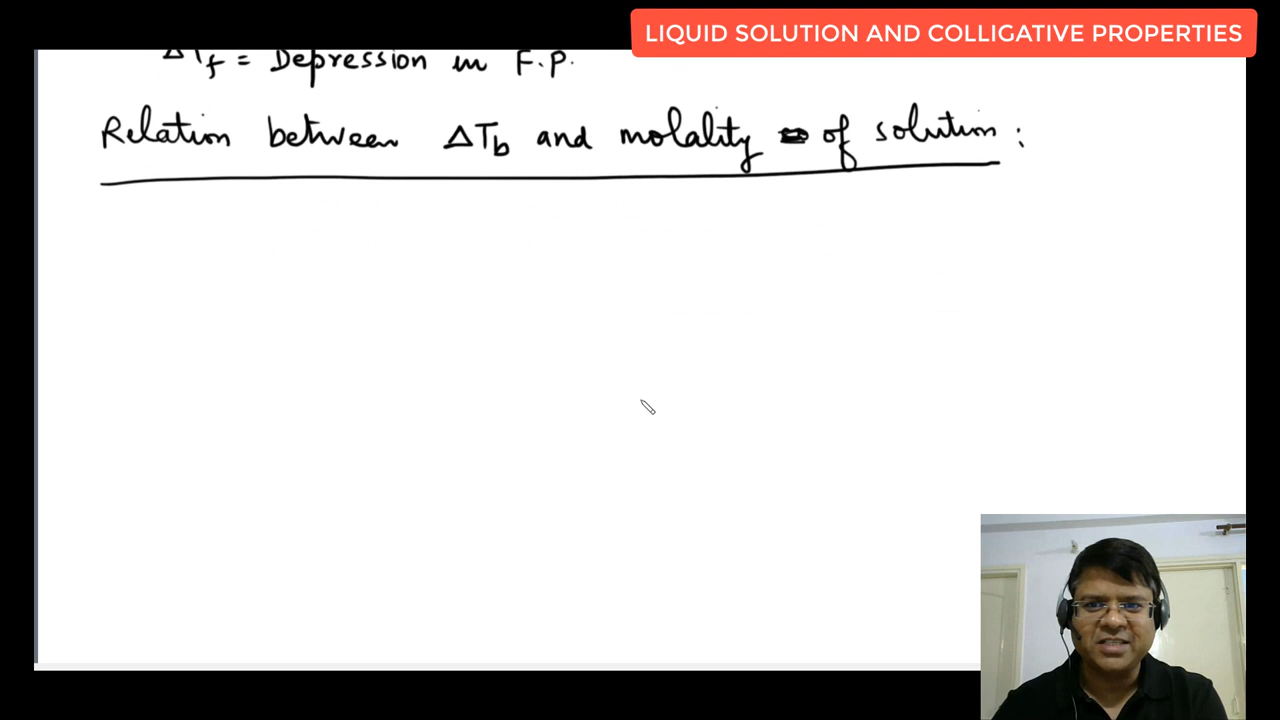 LIQUID SOLUTION AND COLLIGATIVE PROPERTIES
ΔTf = Depression in F.P.
Relation between ΔTb and molality of solution :